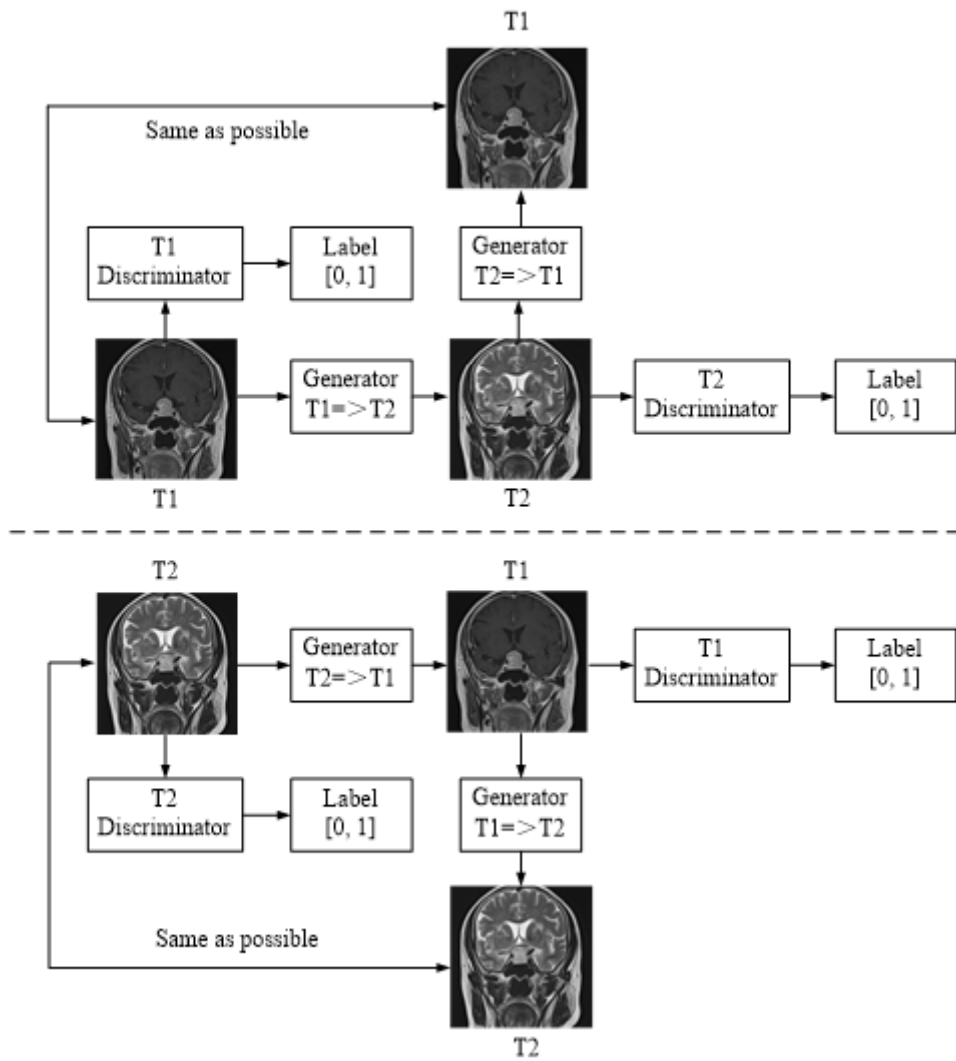 T1
Same as possible
T1
Discriminator
Label
[0, 1]
Generator
T2=>T1
Generator
T1=>T2
T2
Discriminator
Label
[0, 1]
T1
T2
T2
T1
Generator
T2=>T1
T1
Discriminator
Label
[0, 1]
T2
Discriminator
Label
[0, 1]
Generator
T1=>T2
Same as possible
T2